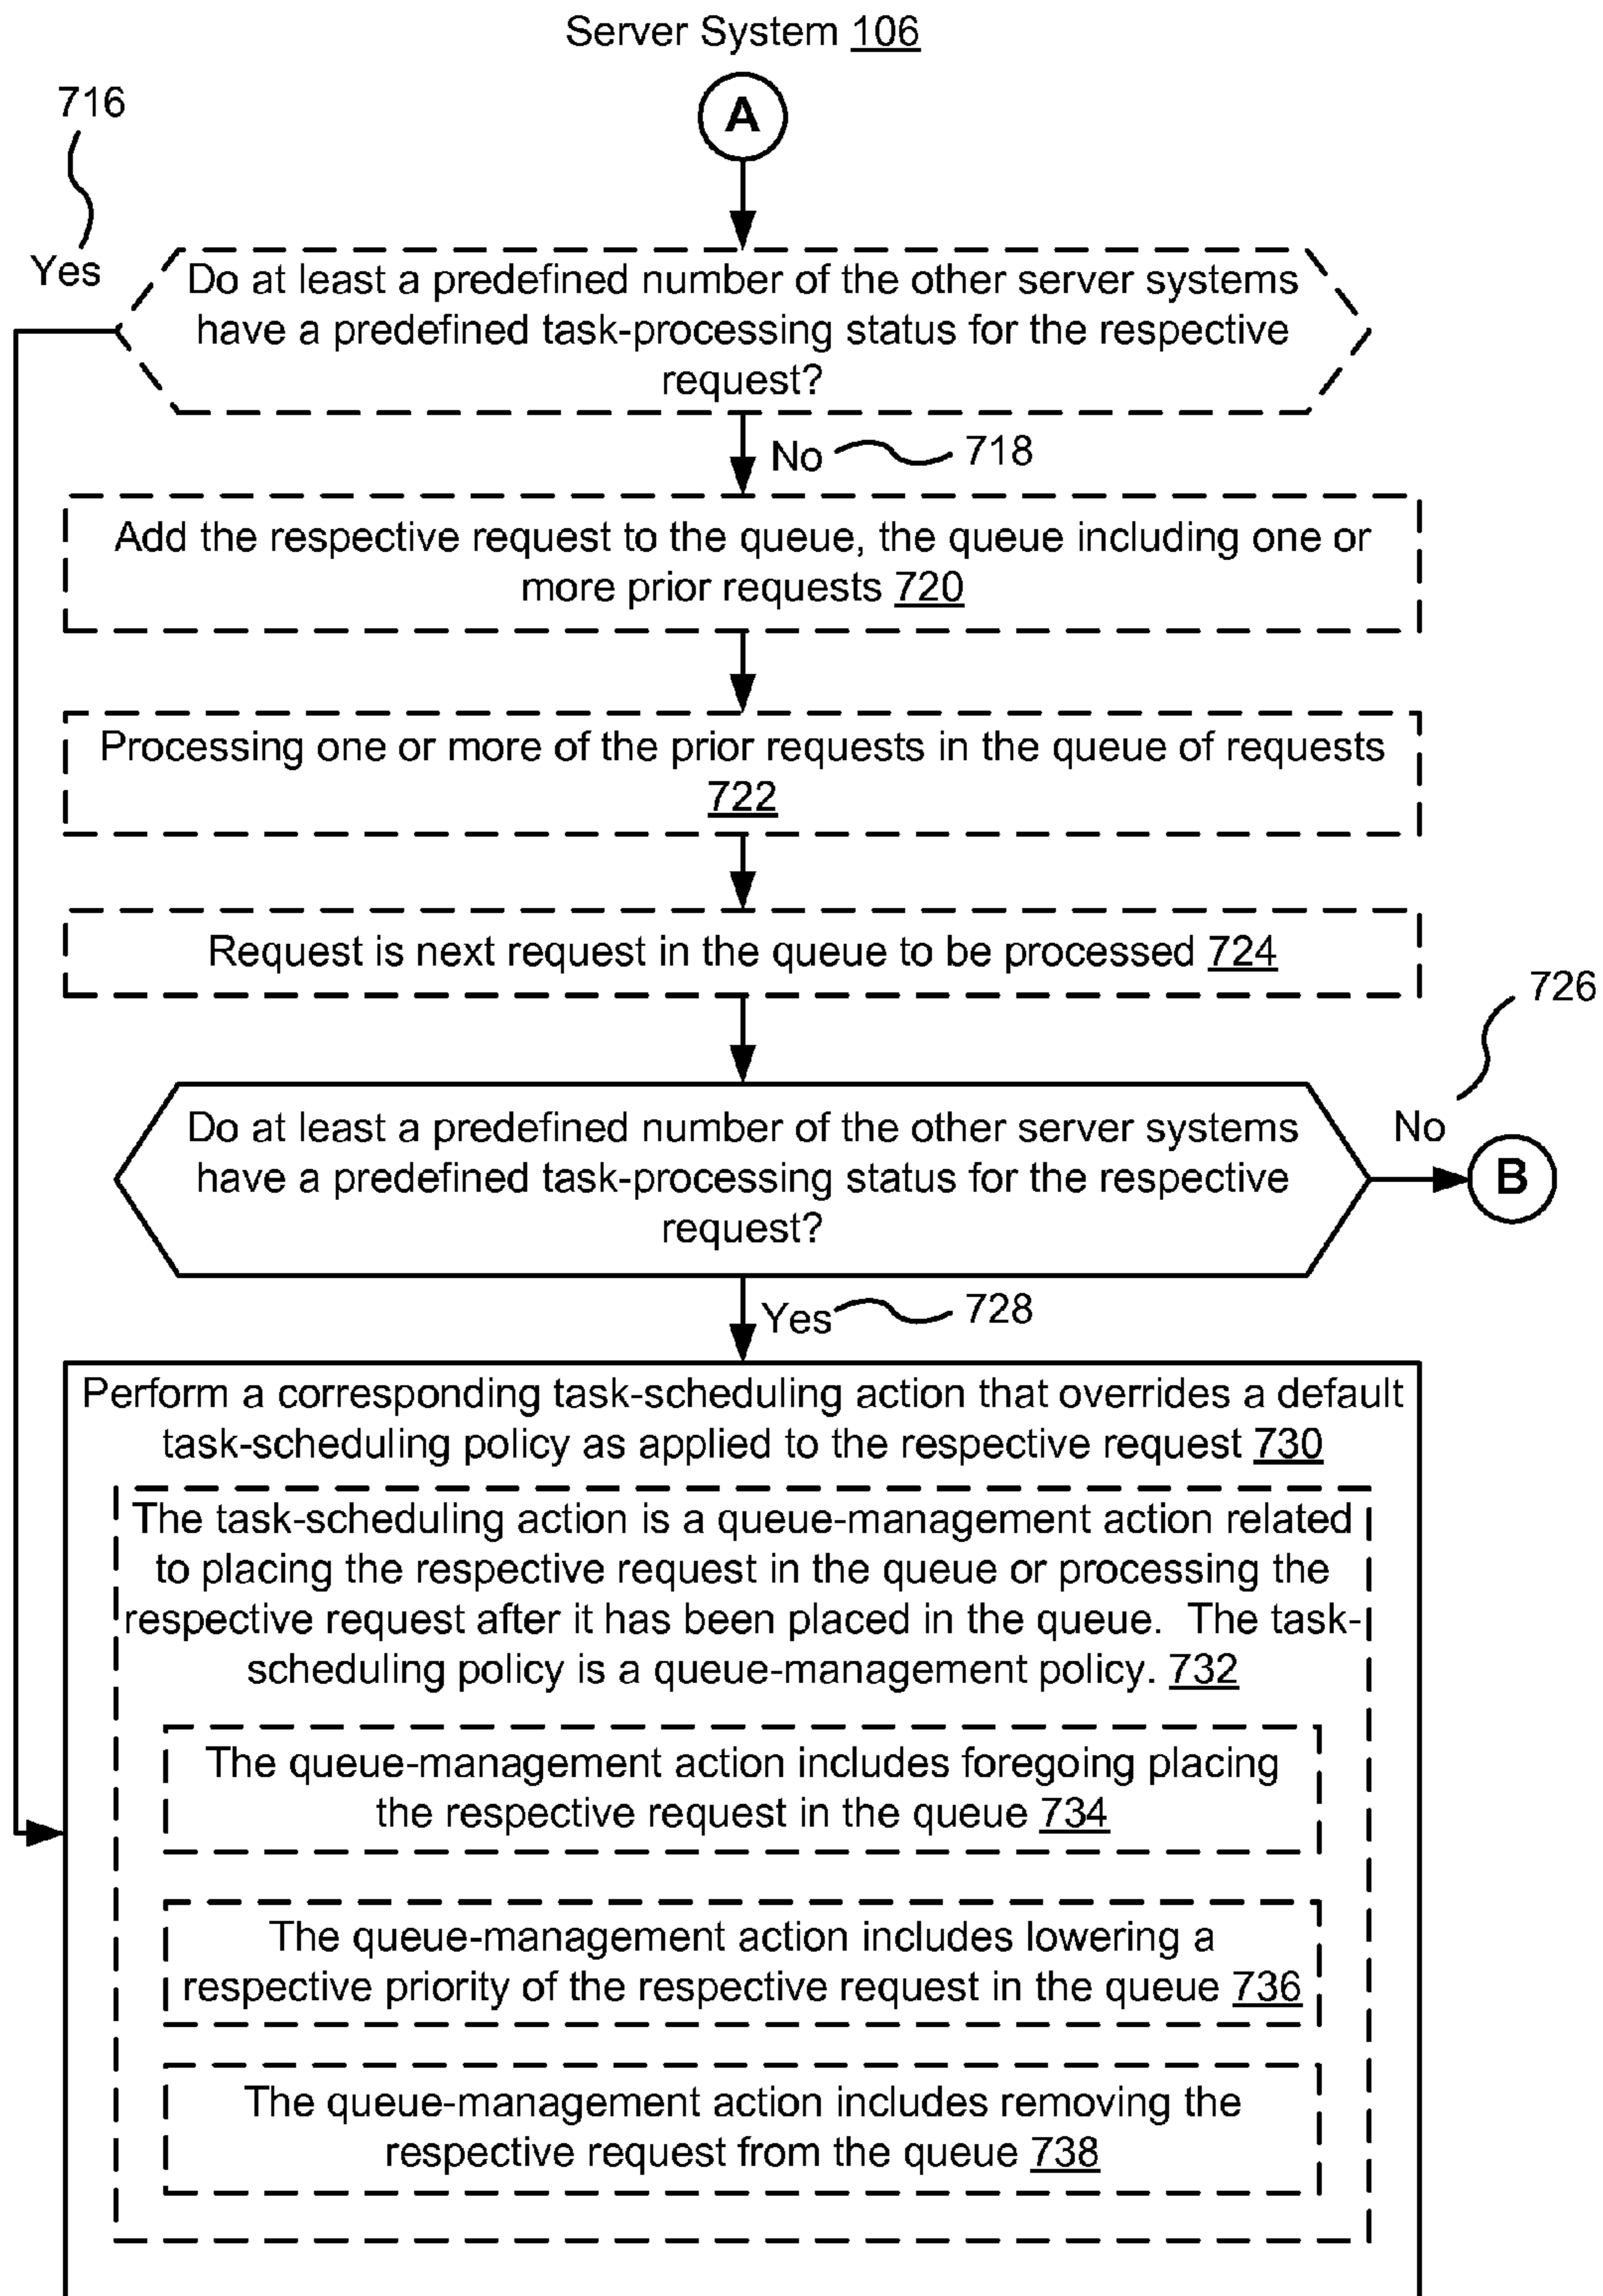 Server System 106
A
716
Yes
Do at least a predefined number of the other server systems
have a predefined task-processing status for the respective
request?
No
718
Add the respective request to the queue, the queue including one or
more prior requests 720
Processing one or more of the prior requests in the queue of requests
722
Request is next request in the queue to be processed 724
726
No
B
Do at least a predefined number of the other server systems
have a predefined task-processing status for the respective
request?
Yes
728
Perform a corresponding task-scheduling action that overrides a default
task-scheduling policy as applied to the respective request 730
The task-scheduling action is a queue-management action related
to placing the respective request in the queue or processing the
respective request after it has been placed in the queue. The task-
scheduling policy is a queue-management policy. 732
The queue-management action includes foregoing placing
the respective request in the queue 734
The queue-management action includes lowering a
respective priority of the respective request in the queue 736
The queue-management action includes removing the
respective request from the queue 738